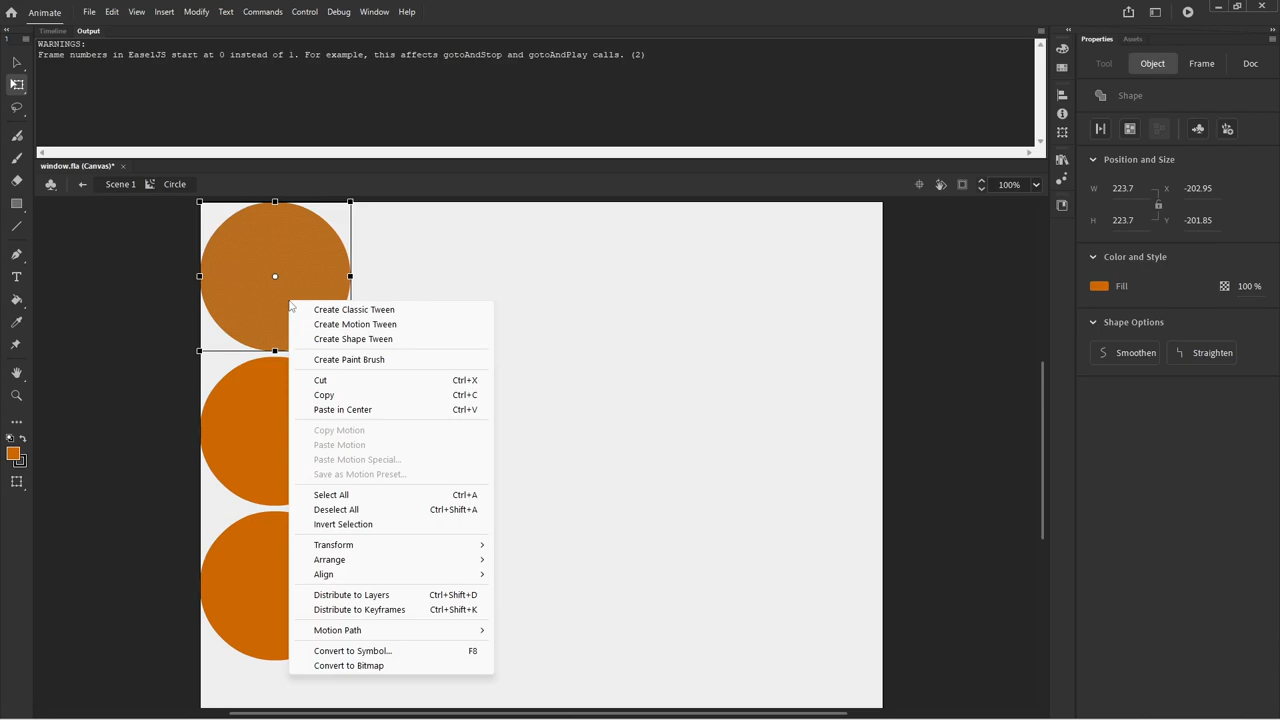 Animate File Edit View Insert Modify Text Commands Control Debug Window Help
Timeline Output
WARNINGS:
Frame numbers in EaselJS start at 0 instead of 1. For example, this affects gotoAndStop and gotoAndPlay calls. (2)
window.fla (Canvas)*
Scene 1 Circle 100%
Create Classic Tween
Create Motion Tween
Create Shape Tween
Create Paint Brush
Cut Ctrl+X
Copy Ctrl+C
Paste in Center Ctrl+V
Copy Motion
Paste Motion
Paste Motion Special...
Save as Motion Preset...
Select All Ctrl+A
Deselect All Ctrl+Shift+A
Invert Selection
Transform
Arrange
Align
Distribute to Layers Ctrl+Shift+D
Distribute to Keyframes Ctrl+Shift+K
Motion Path
Convert to Symbol... F8
Convert to Bitmap
Properties Assets
Tool Object Frame Doc
Shape
Position and Size
W 223.7 X -202.95
H 223.7 Y -201.85
Color and Style
Fill 100 %
Shape Options
Smoothen Straighten